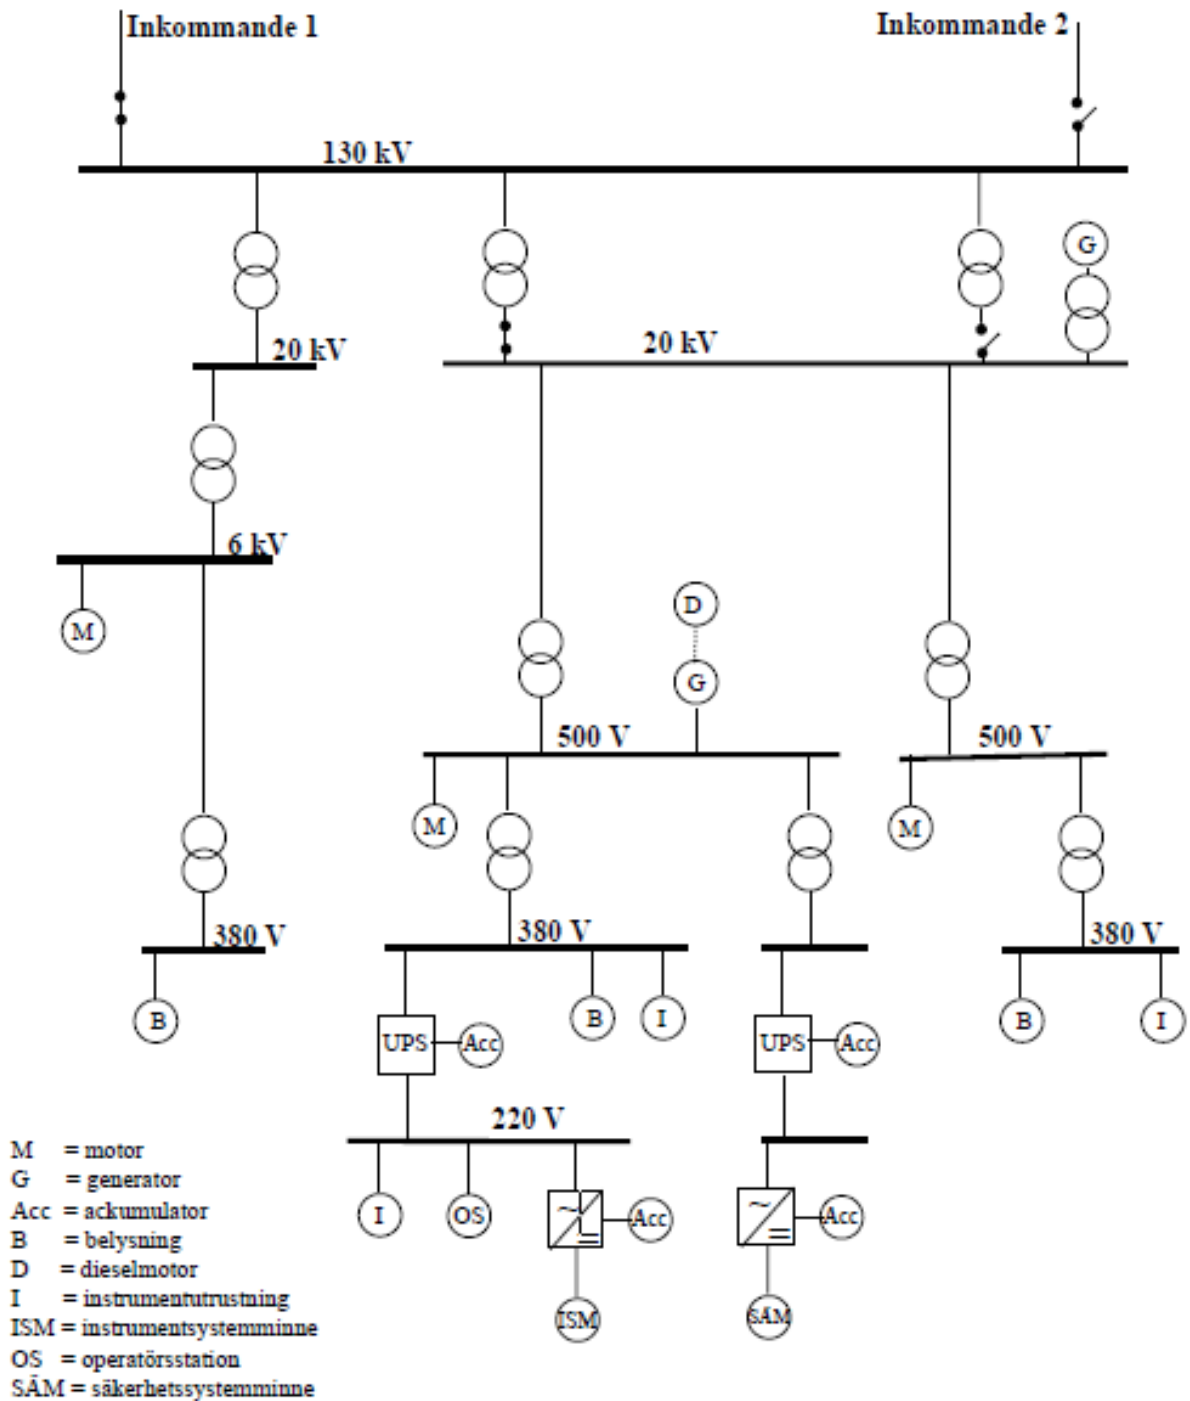 Inkommande 1
Inkommande 2
130 kV
G
20 kV
20 kV
6 kV
M
D
G
500 V
500 V
M
M
380 V
380 V
380 V
B
UPS
Acc
B
I
UPS
Acc
B
I
220 V
I
OS
~
=
Acc
~
=
Acc
ISM
SÄM
M = motor
G = generator
Acc = ackumulator
B = belysning
D = dieselmotor
I = instrumentutrustning
ISM = instrumentsystemminne
OS = operatörsstation
SÄM = säkerhetssystemminne